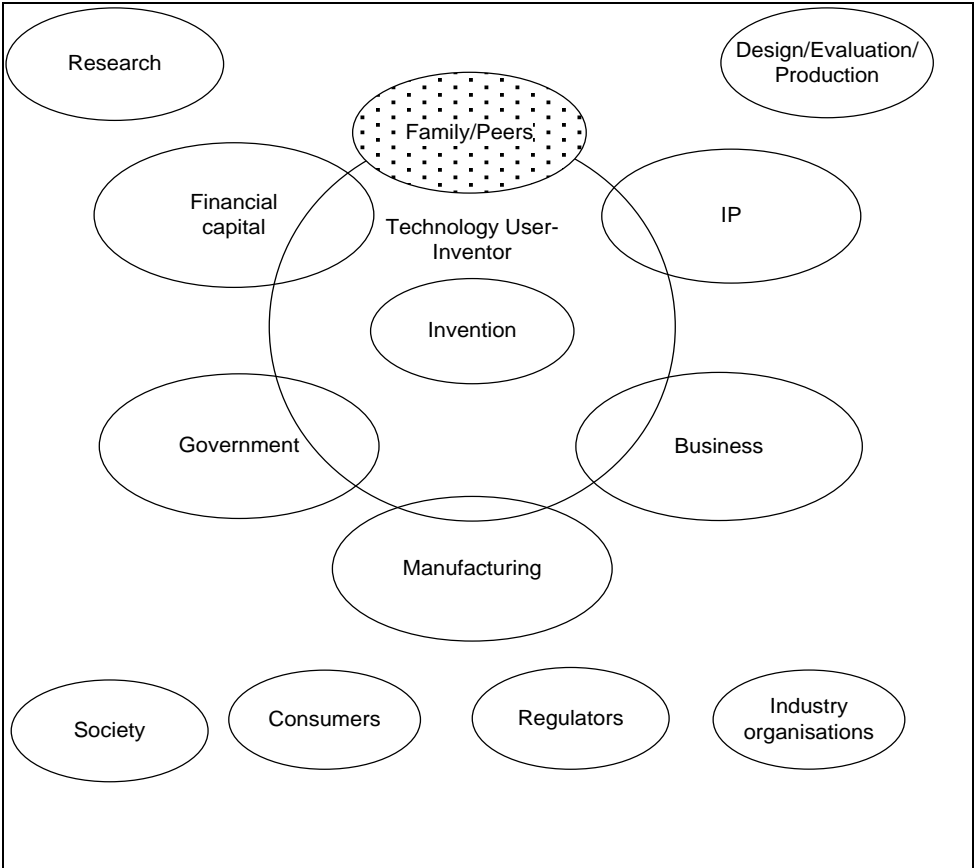 Research
Design/Evaluation/
Production
Family/Peers
Financial
capital
IP
Technology User-
Inventor
Invention
Government
Business
Manufacturing
Society
Consumers
Regulators
Industry
organisations